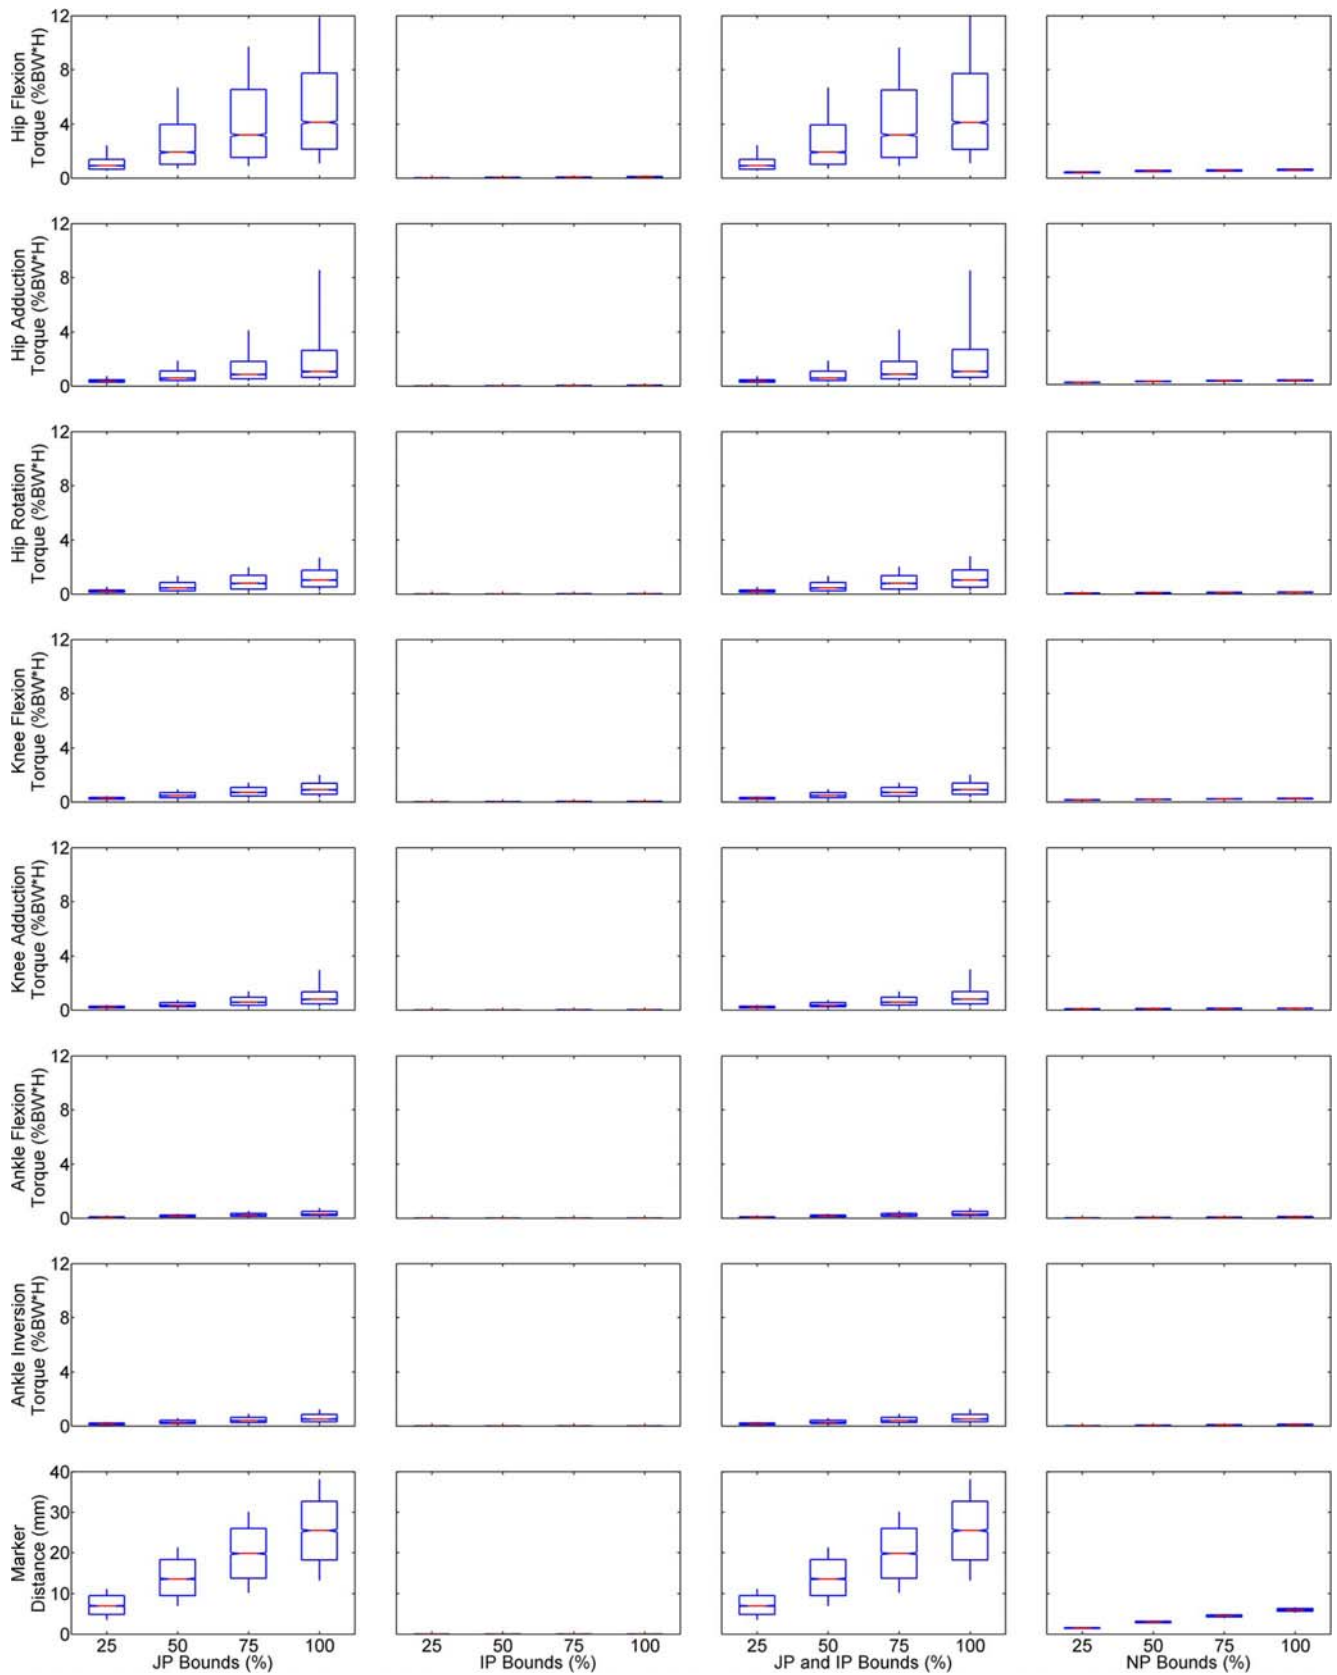 Hip Flexion
Torque (%BW*H)
12
8
4
0
Hip Adduction
Torque (%BW*H)
12
8
4
0
Hip Rotation
Torque (%BW*H)
12
8
4
0
Knee Flexion
Torque (%BW*H)
12
8
4
0
Knee Adduction
Torque (%BW*H)
12
8
4
0
Ankle Flexion
Torque (%BW*H)
12
8
4
0
Ankle Inversion
Torque (%BW*H)
12
8
4
0
Marker
Distance (mm)
40
30
20
10
0
25 50 75 100
JP Bounds (%)
25 50 75 100
IP Bounds (%)
25 50 75 100
JP and IP Bounds (%)
25 50 75 100
NP Bounds (%)